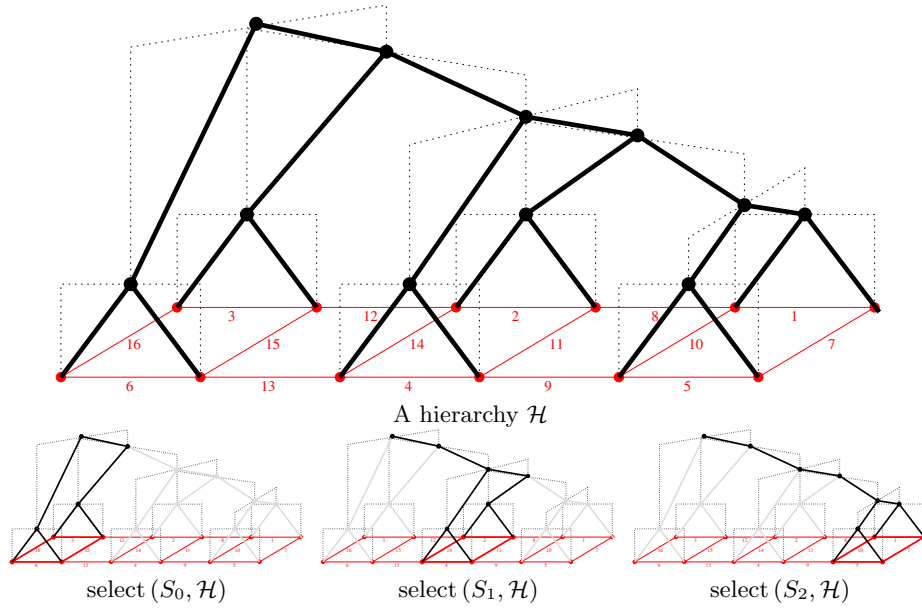 3 12 2 8 1
16 15 14 11 10 7
6 13 4 9 5
A hierarchy ℋ
select (S₀, ℋ) select (S₁, ℋ) select (S₂, ℋ)